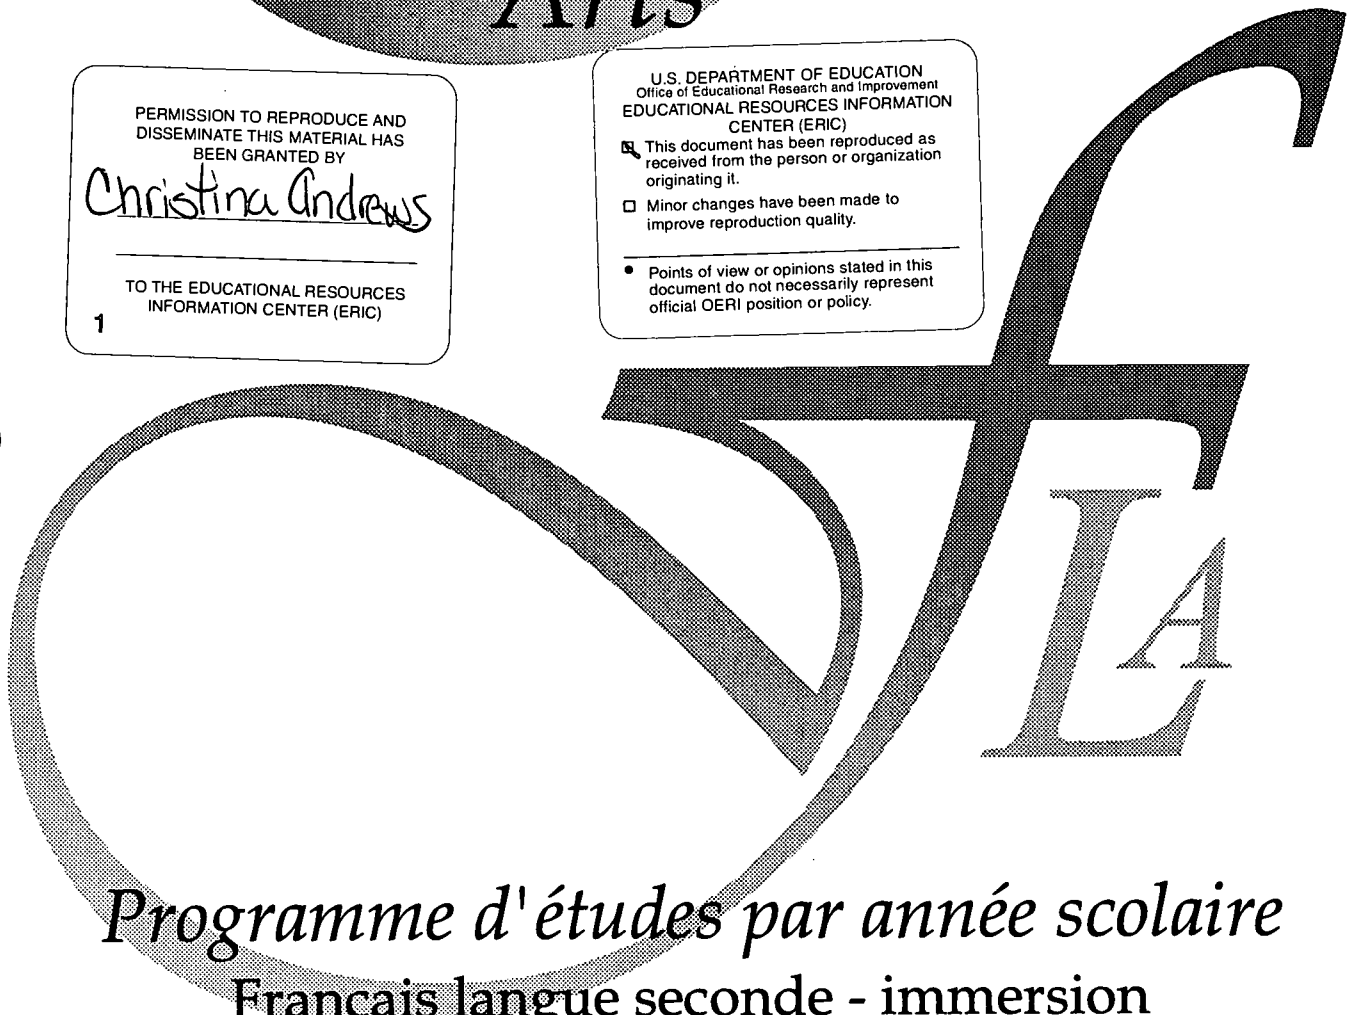 Arts
PERMISSION TO REPRODUCE AND
DISSEMINATE THIS MATERIAL HAS
BEEN GRANTED BY
Christina Andrews
TO THE EDUCATIONAL RESOURCES
INFORMATION CENTER (ERIC)
1
U.S. DEPARTMENT OF EDUCATION
Office of Educational Research and Improvement
EDUCATIONAL RESOURCES INFORMATION
CENTER (ERIC)
This document has been reproduced as
received from the person or organization
originating it.
Minor changes have been made to
improve reproduction quality.
• Points of view or opinions stated in this
document do not necessarily represent
official OERI position or policy.
f
L
A
Programme d'études par année scolaire
Français langue seconde - immersion